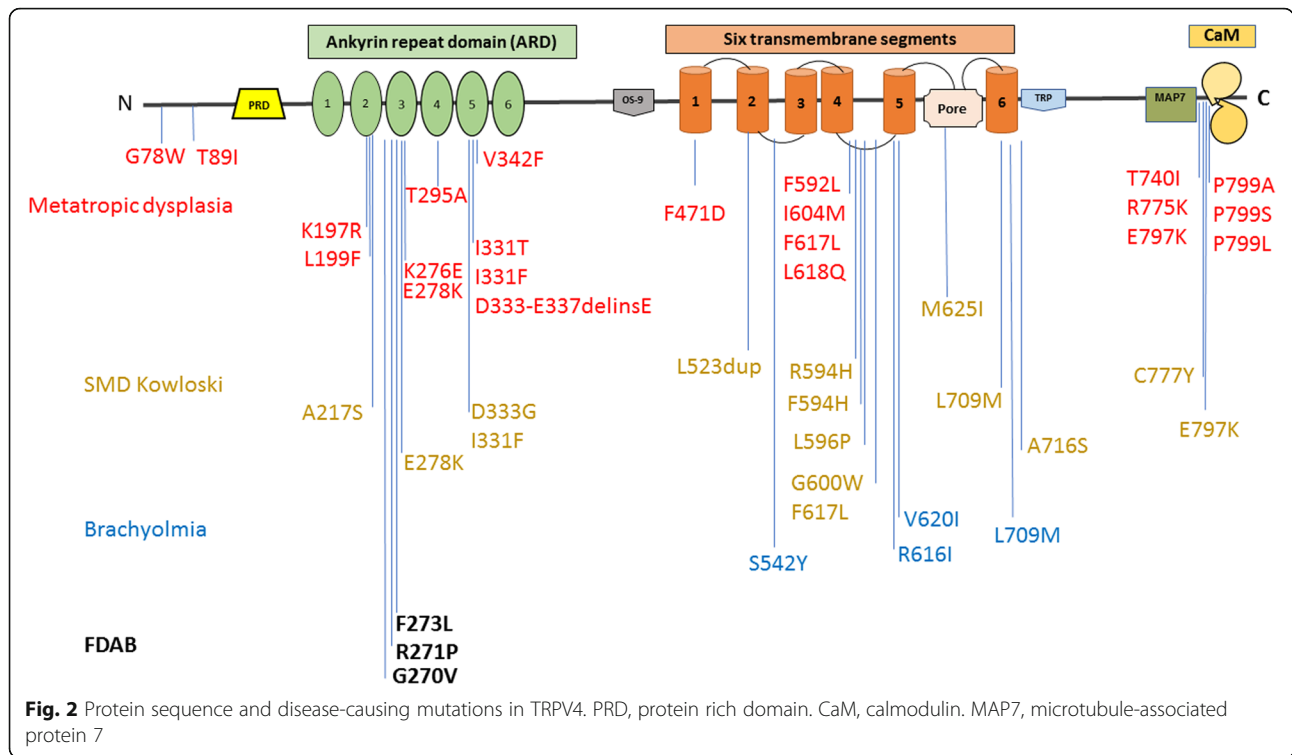 Ankyrin repeat domain (ARD)
Six transmembrane segments
CaM
N
PRD
1
2
3
4
5
6
OS-9
1
2
3
4
5
Pore
6
TRP
MAP7
C
G78W
T89I
V342F
Metatropic dysplasia
T295A
K197R
L199F
K276E
E278K
I331T
I331F
D333-E337delinsE
F471D
F592L
I604M
F617L
L618Q
T740I
R775K
E797K
P799A
P799S
P799L
SMD Kowloski
A217S
E278K
D333G
I331F
L523dup
R594H
F594H
L596P
G600W
F617L
M625I
L709M
A716S
C777Y
E797K
Brachyolmia
S542Y
V620I
R616I
L709M
FDAB
F273L
R271P
G270V
Fig. 2 Protein sequence and disease-causing mutations in TRPV4. PRD, protein rich domain. CaM, calmodulin. MAP7, microtubule-associated
protein 7